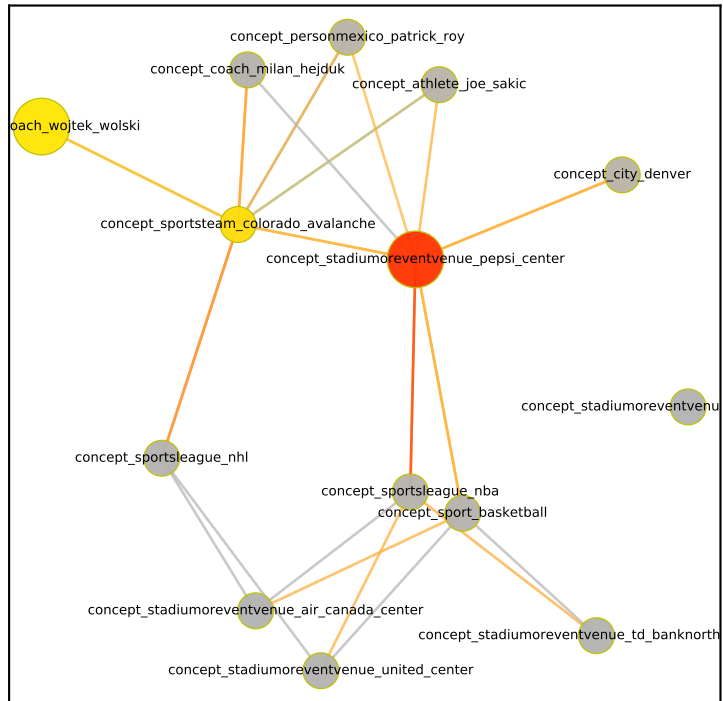 concept_personmexico_patrick_roy
concept_coach_milan_hejduk
concept_athlete_joe_sakic
oach_wojtek_wolski
concept_city_denver
concept_sportsteam_colorado_avalanche
concept_stadiumoreventvenue_pepsi_center
concept_stadiumoreventvenu
concept_sportsleague_nhl
concept_sportsleague_nba
concept_sport_basketball
concept_stadiumoreventvenue_air_canada_center
concept_stadiumoreventvenue_td_banknorth
concept_stadiumoreventvenue_united_center